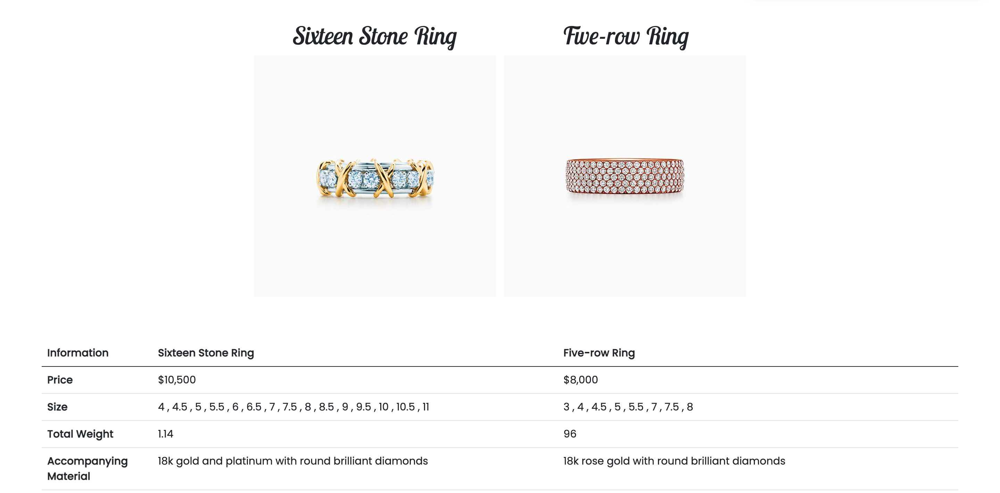 Sixteen Stone Ring
Five-row Ring
Information Sixteen Stone Ring Five-row Ring
Price $10,500 $8,000
Size 4 , 4.5 , 5 , 5.5 , 6 , 6.5 , 7 , 7.5 , 8 , 8.5 , 9 , 9.5 , 10 , 10.5 , 11 3 , 4 , 4.5 , 5 , 5.5 , 7 , 7.5 , 8
Total Weight 1.14 96
Accompanying Material 18k gold and platinum with round brilliant diamonds 18k rose gold with round brilliant diamonds